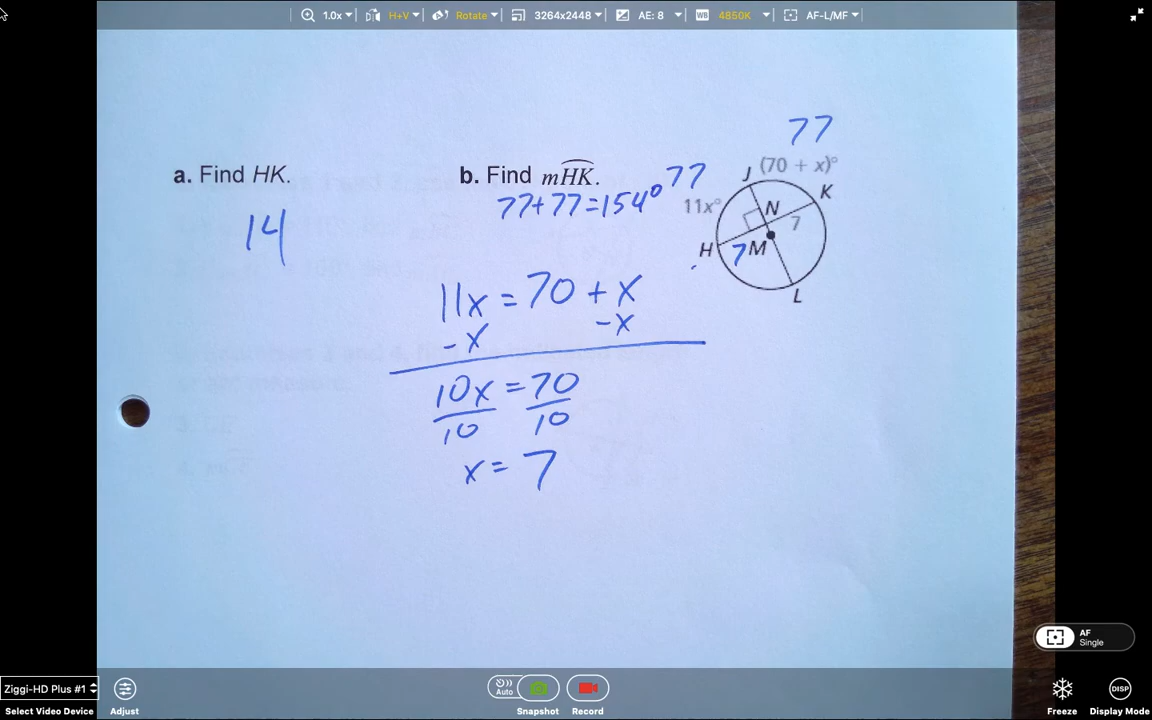 1.0x H+V Rotate 3264x2448 AE: 8 WB 4850K AF-L/MF
77
a. Find HK.
b. Find mHK.
77
J (70 + x)°
14
77+77=154°
11x°
N
K
7
H
7
M
L
11x = 70 + x
-x -x
10x = 70
10 10
x = 7
AF
Single
Ziggi-HD Plus #1
Auto
Select Video Device
Adjust
Snapshot
Record
DISP
Freeze
Display Mode